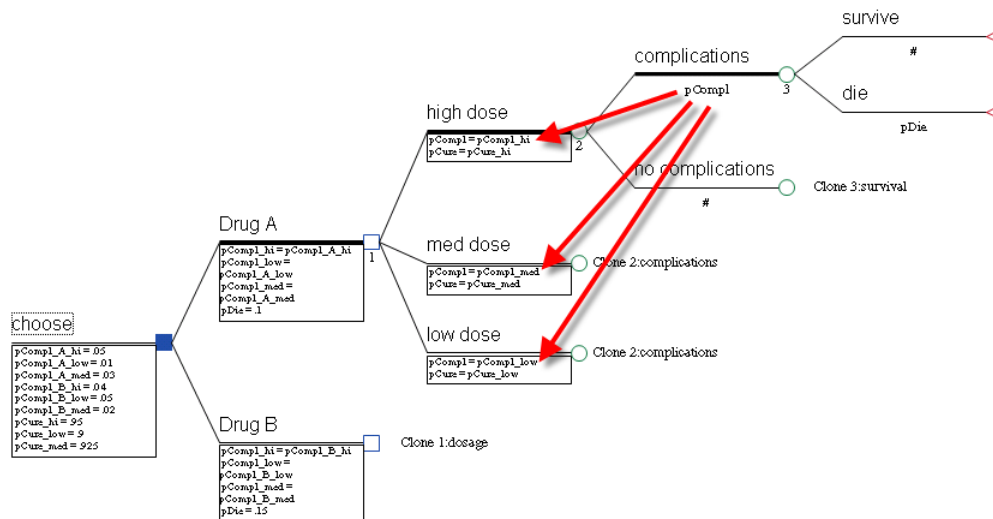 survive
#
complications
pCompl
3
die
pDie
high dose
pCompl = pCompl_hi
pCure = pCure_hi
2
no complications
#
Clone 3:survival
Drug A
pCompl_hi = pCompl_A_hi
pCompl_low =
pCompl_A_low
pCompl_med =
pCompl_A_med
pDie = .1
1
med dose
pCompl = pCompl_med
pCure = pCure_med
Clone 2:complications
low dose
pCompl = pCompl_low
pCure = pCure_low
Clone 2:complications
choose
pCompl_A_hi = .05
pCompl_A_low = .01
pCompl_A_med = .03
pCompl_B_hi = .04
pCompl_B_low = .05
pCompl_B_med = .02
pCure_hi = .95
pCure_low = .9
pCure_med = .925
Drug B
pCompl_hi = pCompl_B_hi
pCompl_low =
pCompl_B_low
pCompl_med =
pCompl_B_med
pDie = .15
Clone 1:dosage